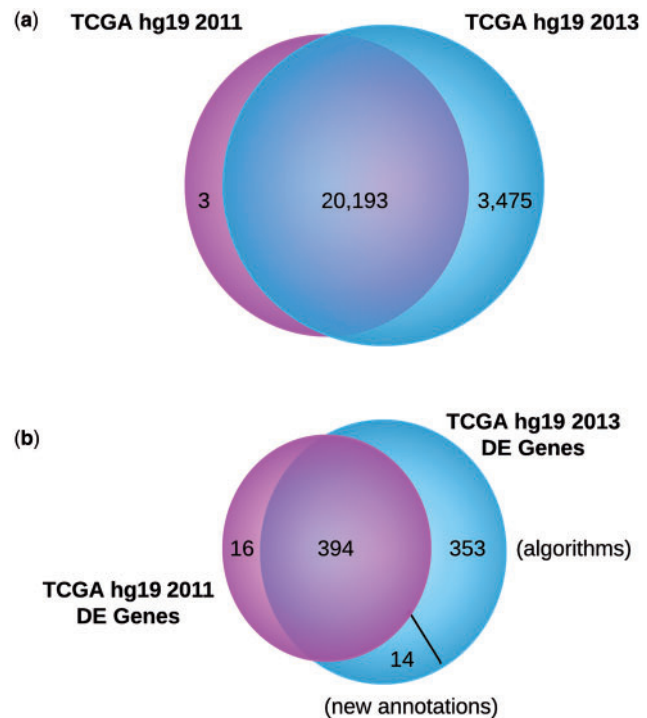 (a)
TCGA hg19 2011
TCGA hg19 2013
3
20,193
3,475
(b)
TCGA hg19 2013
DE Genes
16
394
353
(algorithms)
TCGA hg19 2011
DE Genes
14
(new annotations)